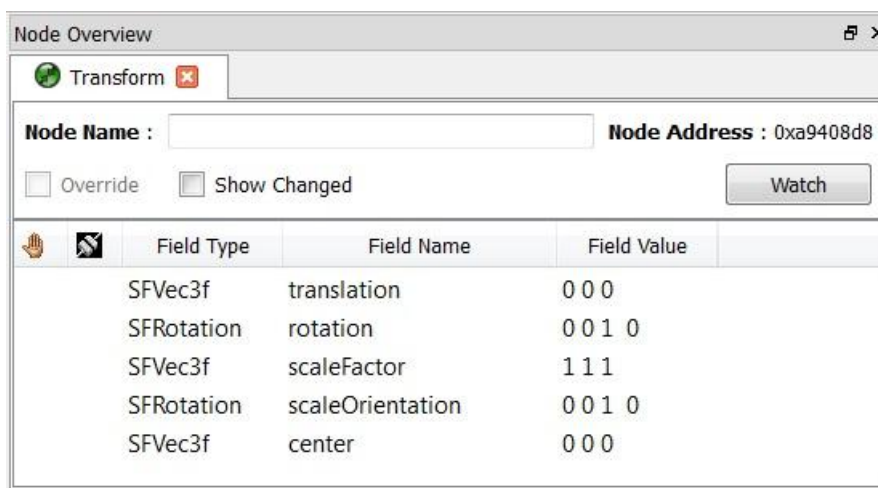 Node Overview
Transform
Node Name : Node Address : 0xa9408d8
Override Show Changed Watch
Field Type Field Name Field Value
SFVec3f translation 0 0 0
SFRotation rotation 0 0 1 0
SFVec3f scaleFactor 1 1 1
SFRotation scaleOrientation 0 0 1 0
SFVec3f center 0 0 0